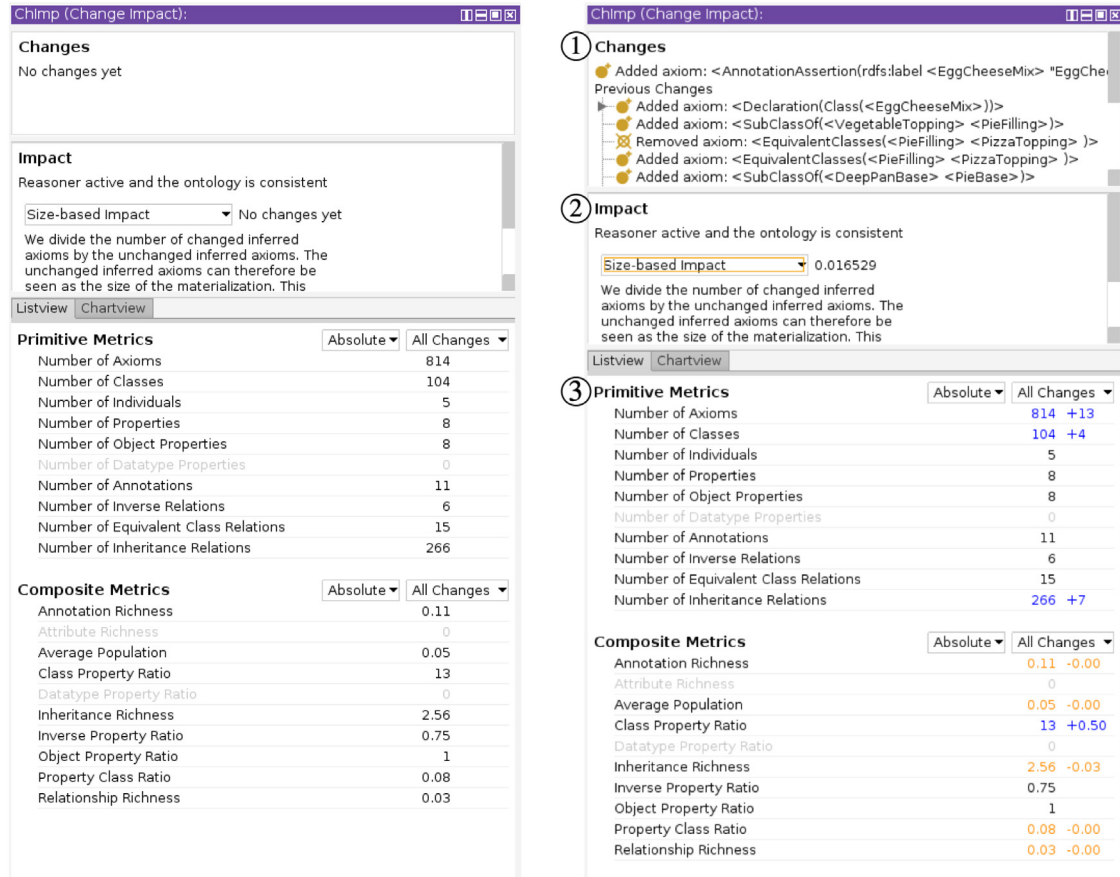 ChImp (Change Impact):
Changes
No changes yet
Impact
Reasoner active and the ontology is consistent
Size-based Impact No changes yet
We divide the number of changed inferred
axioms by the unchanged inferred axioms. The
unchanged inferred axioms can therefore be
seen as the size of the materialization. This
Listview Chartview
Primitive Metrics Absolute All Changes
Number of Axioms 814
Number of Classes 104
Number of Individuals 5
Number of Properties 8
Number of Object Properties 8
Number of Datatype Properties 0
Number of Annotations 11
Number of Inverse Relations 6
Number of Equivalent Class Relations 15
Number of Inheritance Relations 266
Composite Metrics Absolute All Changes
Annotation Richness 0.11
Attribute Richness 0
Average Population 0.05
Class Property Ratio 13
Datatype Property Ratio 0
Inheritance Richness 2.56
Inverse Property Ratio 0.75
Object Property Ratio 1
Property Class Ratio 0.08
Relationship Richness 0.03
ChImp (Change Impact):
① Changes
Added axiom: <AnnotationAssertion(rdfs:label <EggCheeseMix> "EggChee
Previous Changes
Added axiom: <Declaration(Class(<EggCheeseMix>))>
Added axiom: <SubClassOf(<VegetableTopping> <PieFilling>)>
Removed axiom: <EquivalentClasses(<PieFilling> <PizzaTopping> )>
Added axiom: <EquivalentClasses(<PieFilling> <PizzaTopping> )>
Added axiom: <SubClassOf(<DeepPanBase> <PieBase>)>
② Impact
Reasoner active and the ontology is consistent
Size-based Impact 0.016529
We divide the number of changed inferred
axioms by the unchanged inferred axioms. The
unchanged inferred axioms can therefore be
seen as the size of the materialization. This
Listview Chartview
③ Primitive Metrics Absolute All Changes
Number of Axioms 814 +13
Number of Classes 104 +4
Number of Individuals 5
Number of Properties 8
Number of Object Properties 8
Number of Datatype Properties 0
Number of Annotations 11
Number of Inverse Relations 6
Number of Equivalent Class Relations 15
Number of Inheritance Relations 266 +7
Composite Metrics Absolute All Changes
Annotation Richness 0.11 -0.00
Attribute Richness 0
Average Population 0.05 -0.00
Class Property Ratio 13 +0.50
Datatype Property Ratio 0
Inheritance Richness 2.56 -0.03
Inverse Property Ratio 0.75
Object Property Ratio 1
Property Class Ratio 0.08 -0.00
Relationship Richness 0.03 -0.00